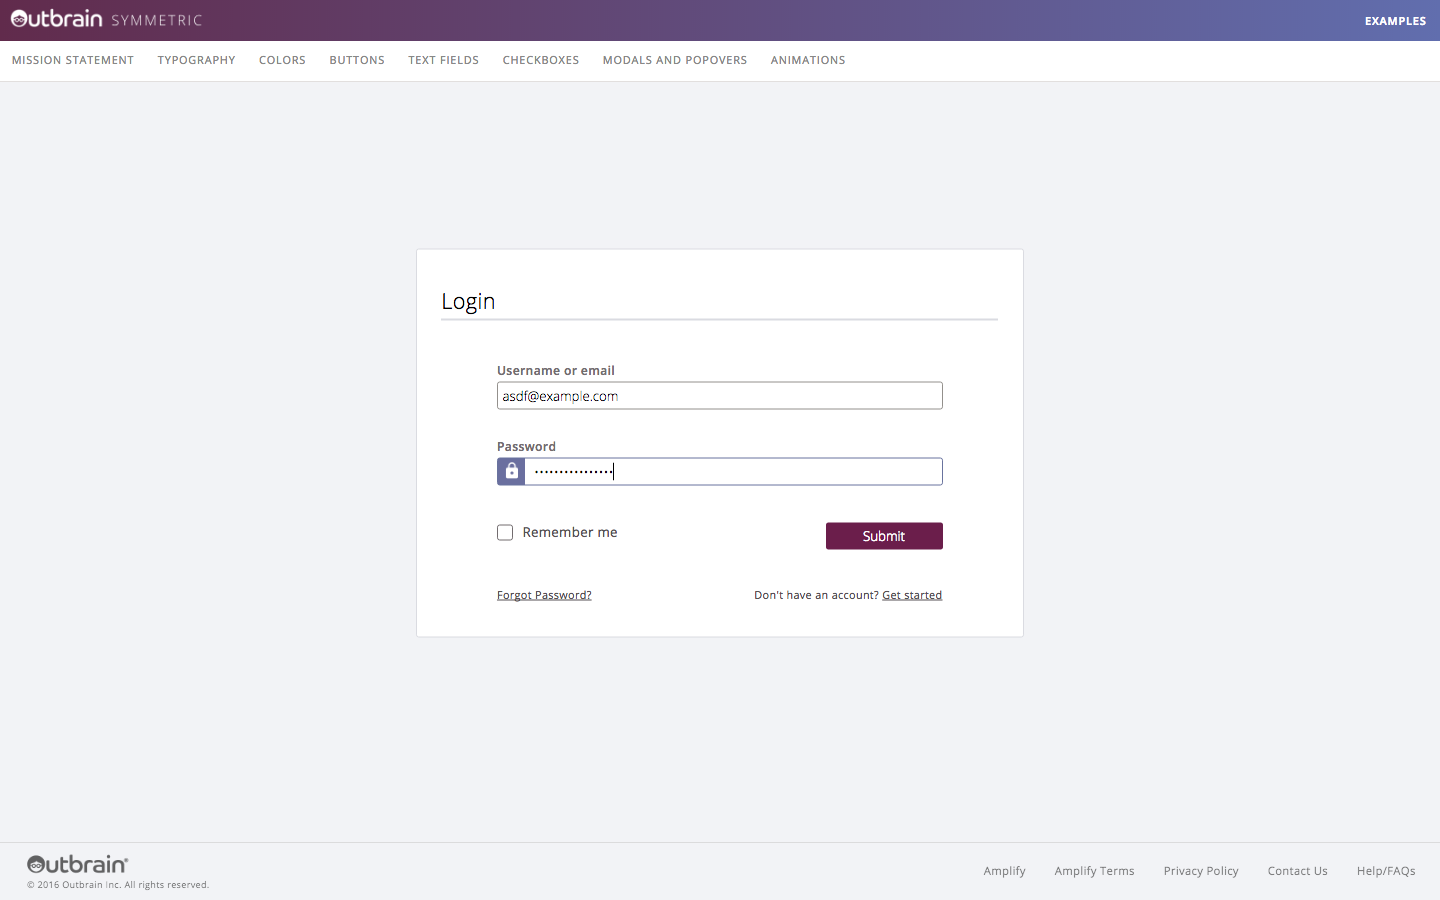 Outbrain SYMMETRIC
EXAMPLES
MISSION STATEMENT TYPOGRAPHY COLORS BUTTONS TEXT FIELDS CHECKBOXES MODALS AND POPOVERS ANIMATIONS
Login
Username or email
asdf@example.com
Password
Remember me
Submit
Forgot Password?
Don't have an account? Get started
Outbrain®
© 2016 Outbrain Inc. All rights reserved.
Amplify Amplify Terms Privacy Policy Contact Us Help/FAQs